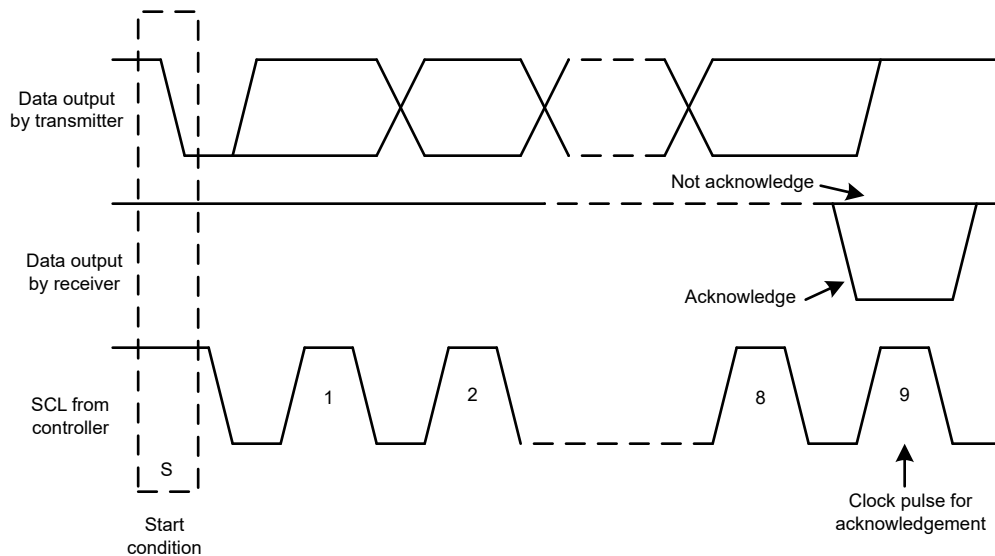 Data output
by transmitter
Not acknowledge
Data output
by receiver
Acknowledge
SCL from
controller
1
2
8
9
S
Start
condition
Clock pulse for
acknowledgement